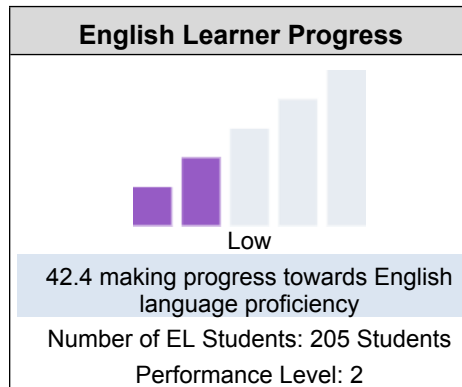 English Learner Progress
Low
42.4 making progress towards English
language proficiency
Number of EL Students: 205 Students
Performance Level: 2